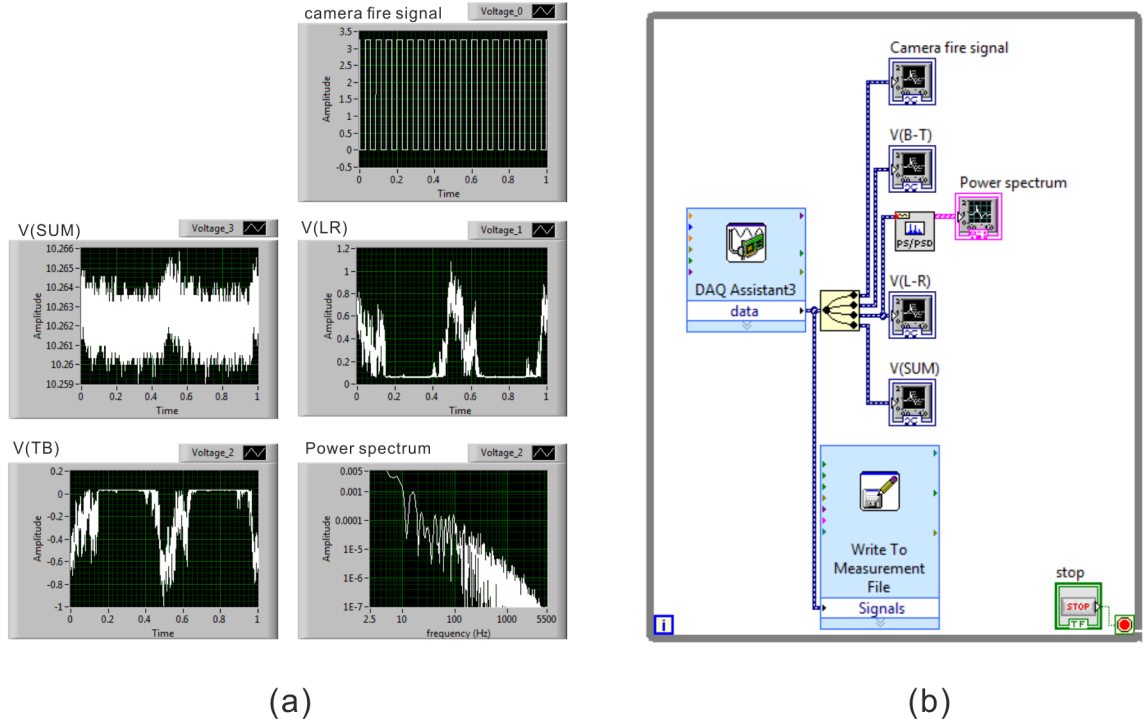 camera fire signal
Voltage_0
Amplitude
3.5
3
2.5
2
1.5
1
0.5
0
-0.5
0 0.2 0.4 0.6 0.8 1
Time
V(SUM)
Voltage_3
Amplitude
10.266
10.265
10.264
10.263
10.262
10.261
10.26
10.259
0 0.2 0.4 0.6 0.8 1
Time
V(LR)
Voltage_1
Amplitude
1.2
1
0.8
0.6
0.4
0.2
0
0 0.2 0.4 0.6 0.8 1
Time
V(TB)
Voltage_2
Amplitude
0.2
0
-0.2
-0.4
-0.6
-0.8
-1
0 0.2 0.4 0.6 0.8 1
Time
Power spectrum
Voltage_2
Amplitude
0.005
0.001
0.0001
1E-5
1E-6
1E-7
2.5 10 100 1000 5500
frequency (Hz)
(a)
Camera fire signal
V(B-T)
Power spectrum
PS/PSD
DAQ Assistant3
data
V(L-R)
V(SUM)
Write To
Measurement
File
Signals
stop
STOP
TF
i
(b)